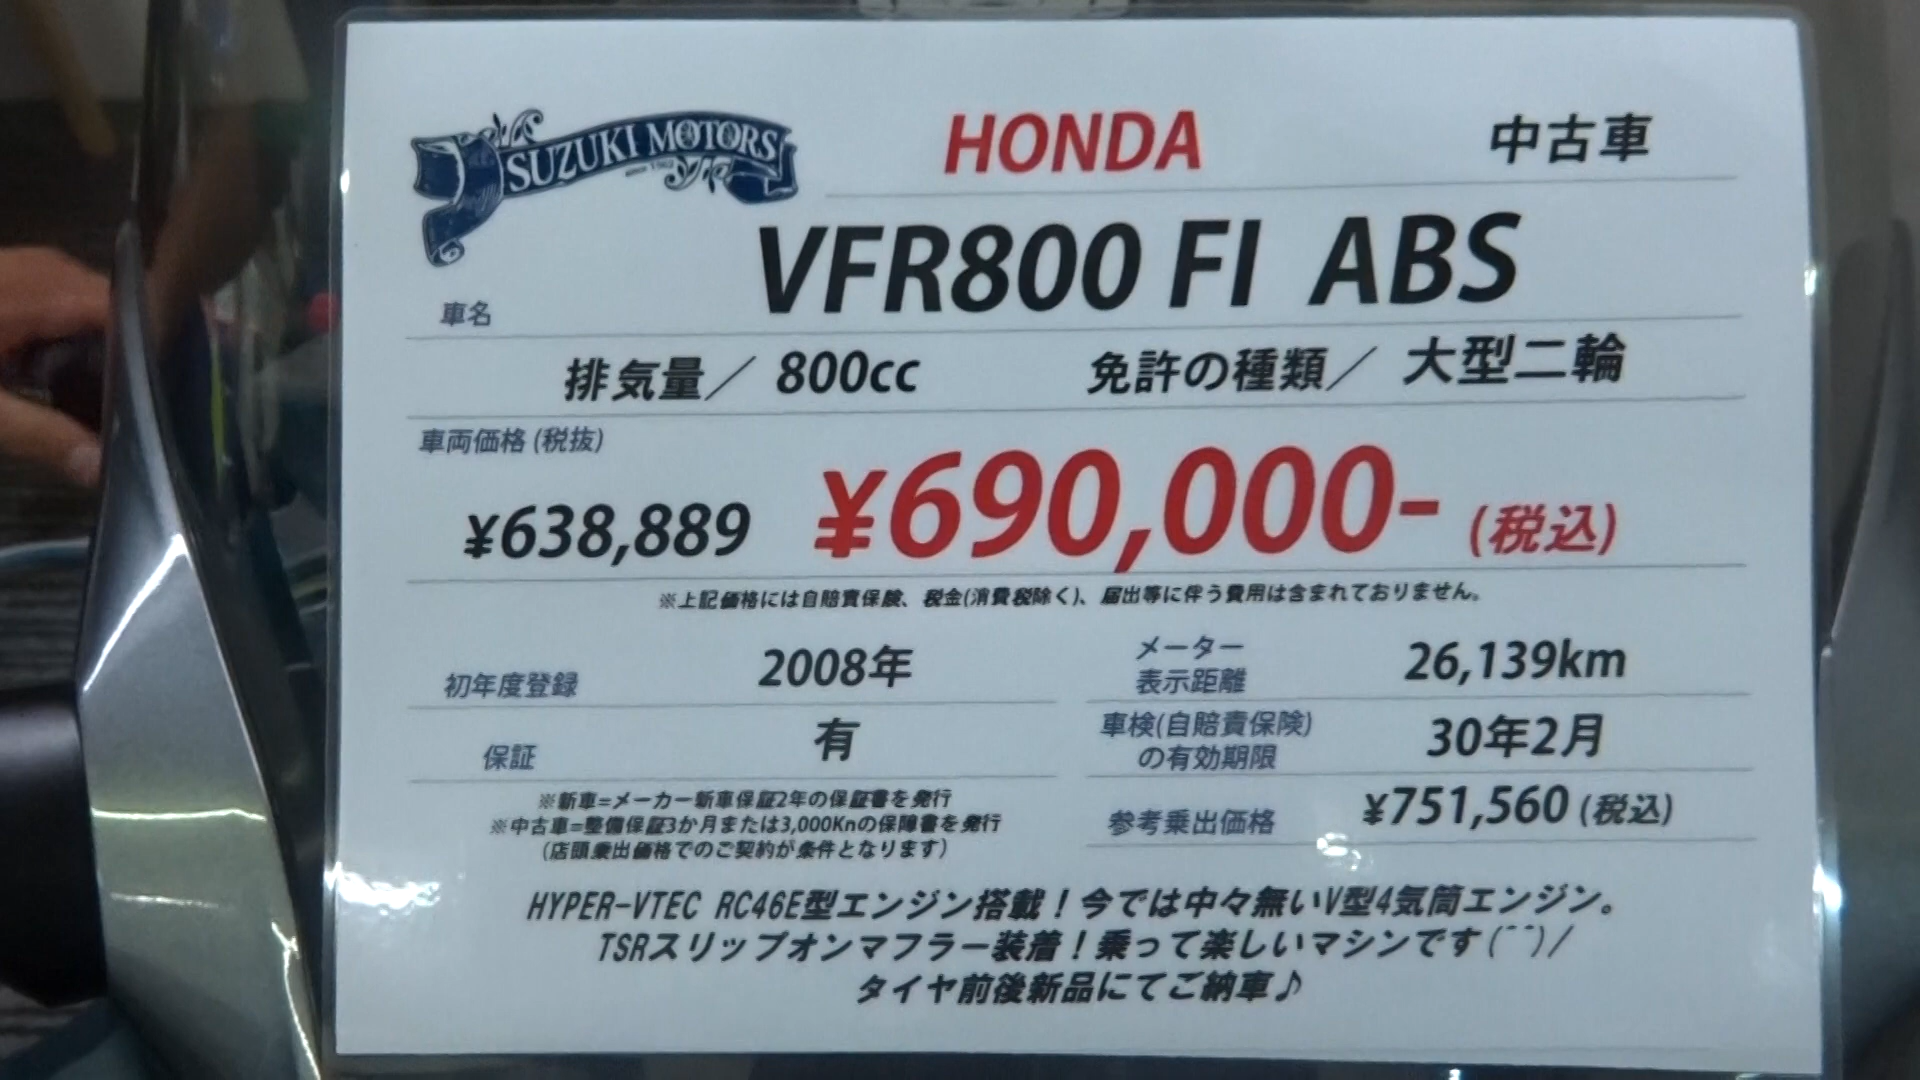 SUZUKI MOTORS
HONDA
中古車
車名
VFR800 FI ABS
排気量／ 800cc
免許の種類／ 大型二輪
車両価格 (税抜)
¥638,889
¥690,000- (税込)
※上記価格には自賠責保険、税金(消費税除く)、届出等に伴う費用は含まれておりません。
初年度登録 2008年
メーター
表示距離
26,139km
保証 有
車検(自賠責保険)
の有効期限
30年2月
※新車=メーカー新車保証2年の保証書を発行
※中古車=整備保証3か月または3,000Knの保障書を発行
（店頭乗出価格でのご契約が条件となります）
参考乗出価格 ¥751,560 (税込)
HYPER-VTEC RC46E型エンジン搭載！今では中々無いV型4気筒エンジン。
TSRスリップオンマフラー装着！乗って楽しいマシンです(^^)/
タイヤ前後新品にてご納車♪